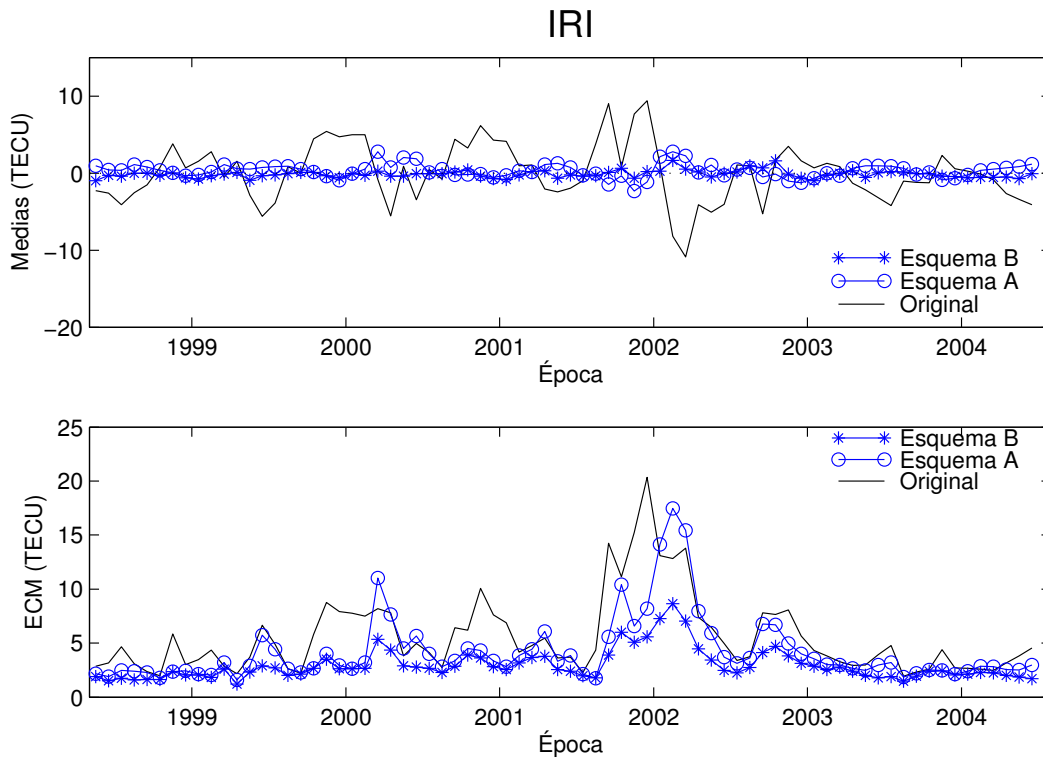 IRI
Medias (TECU)
10
0
−10
−20
Esquema B
Esquema A
Original
1999
2000
2001
2002
2003
2004
Época
ECM (TECU)
25
20
15
10
5
0
Esquema B
Esquema A
Original
1999
2000
2001
2002
2003
2004
Época